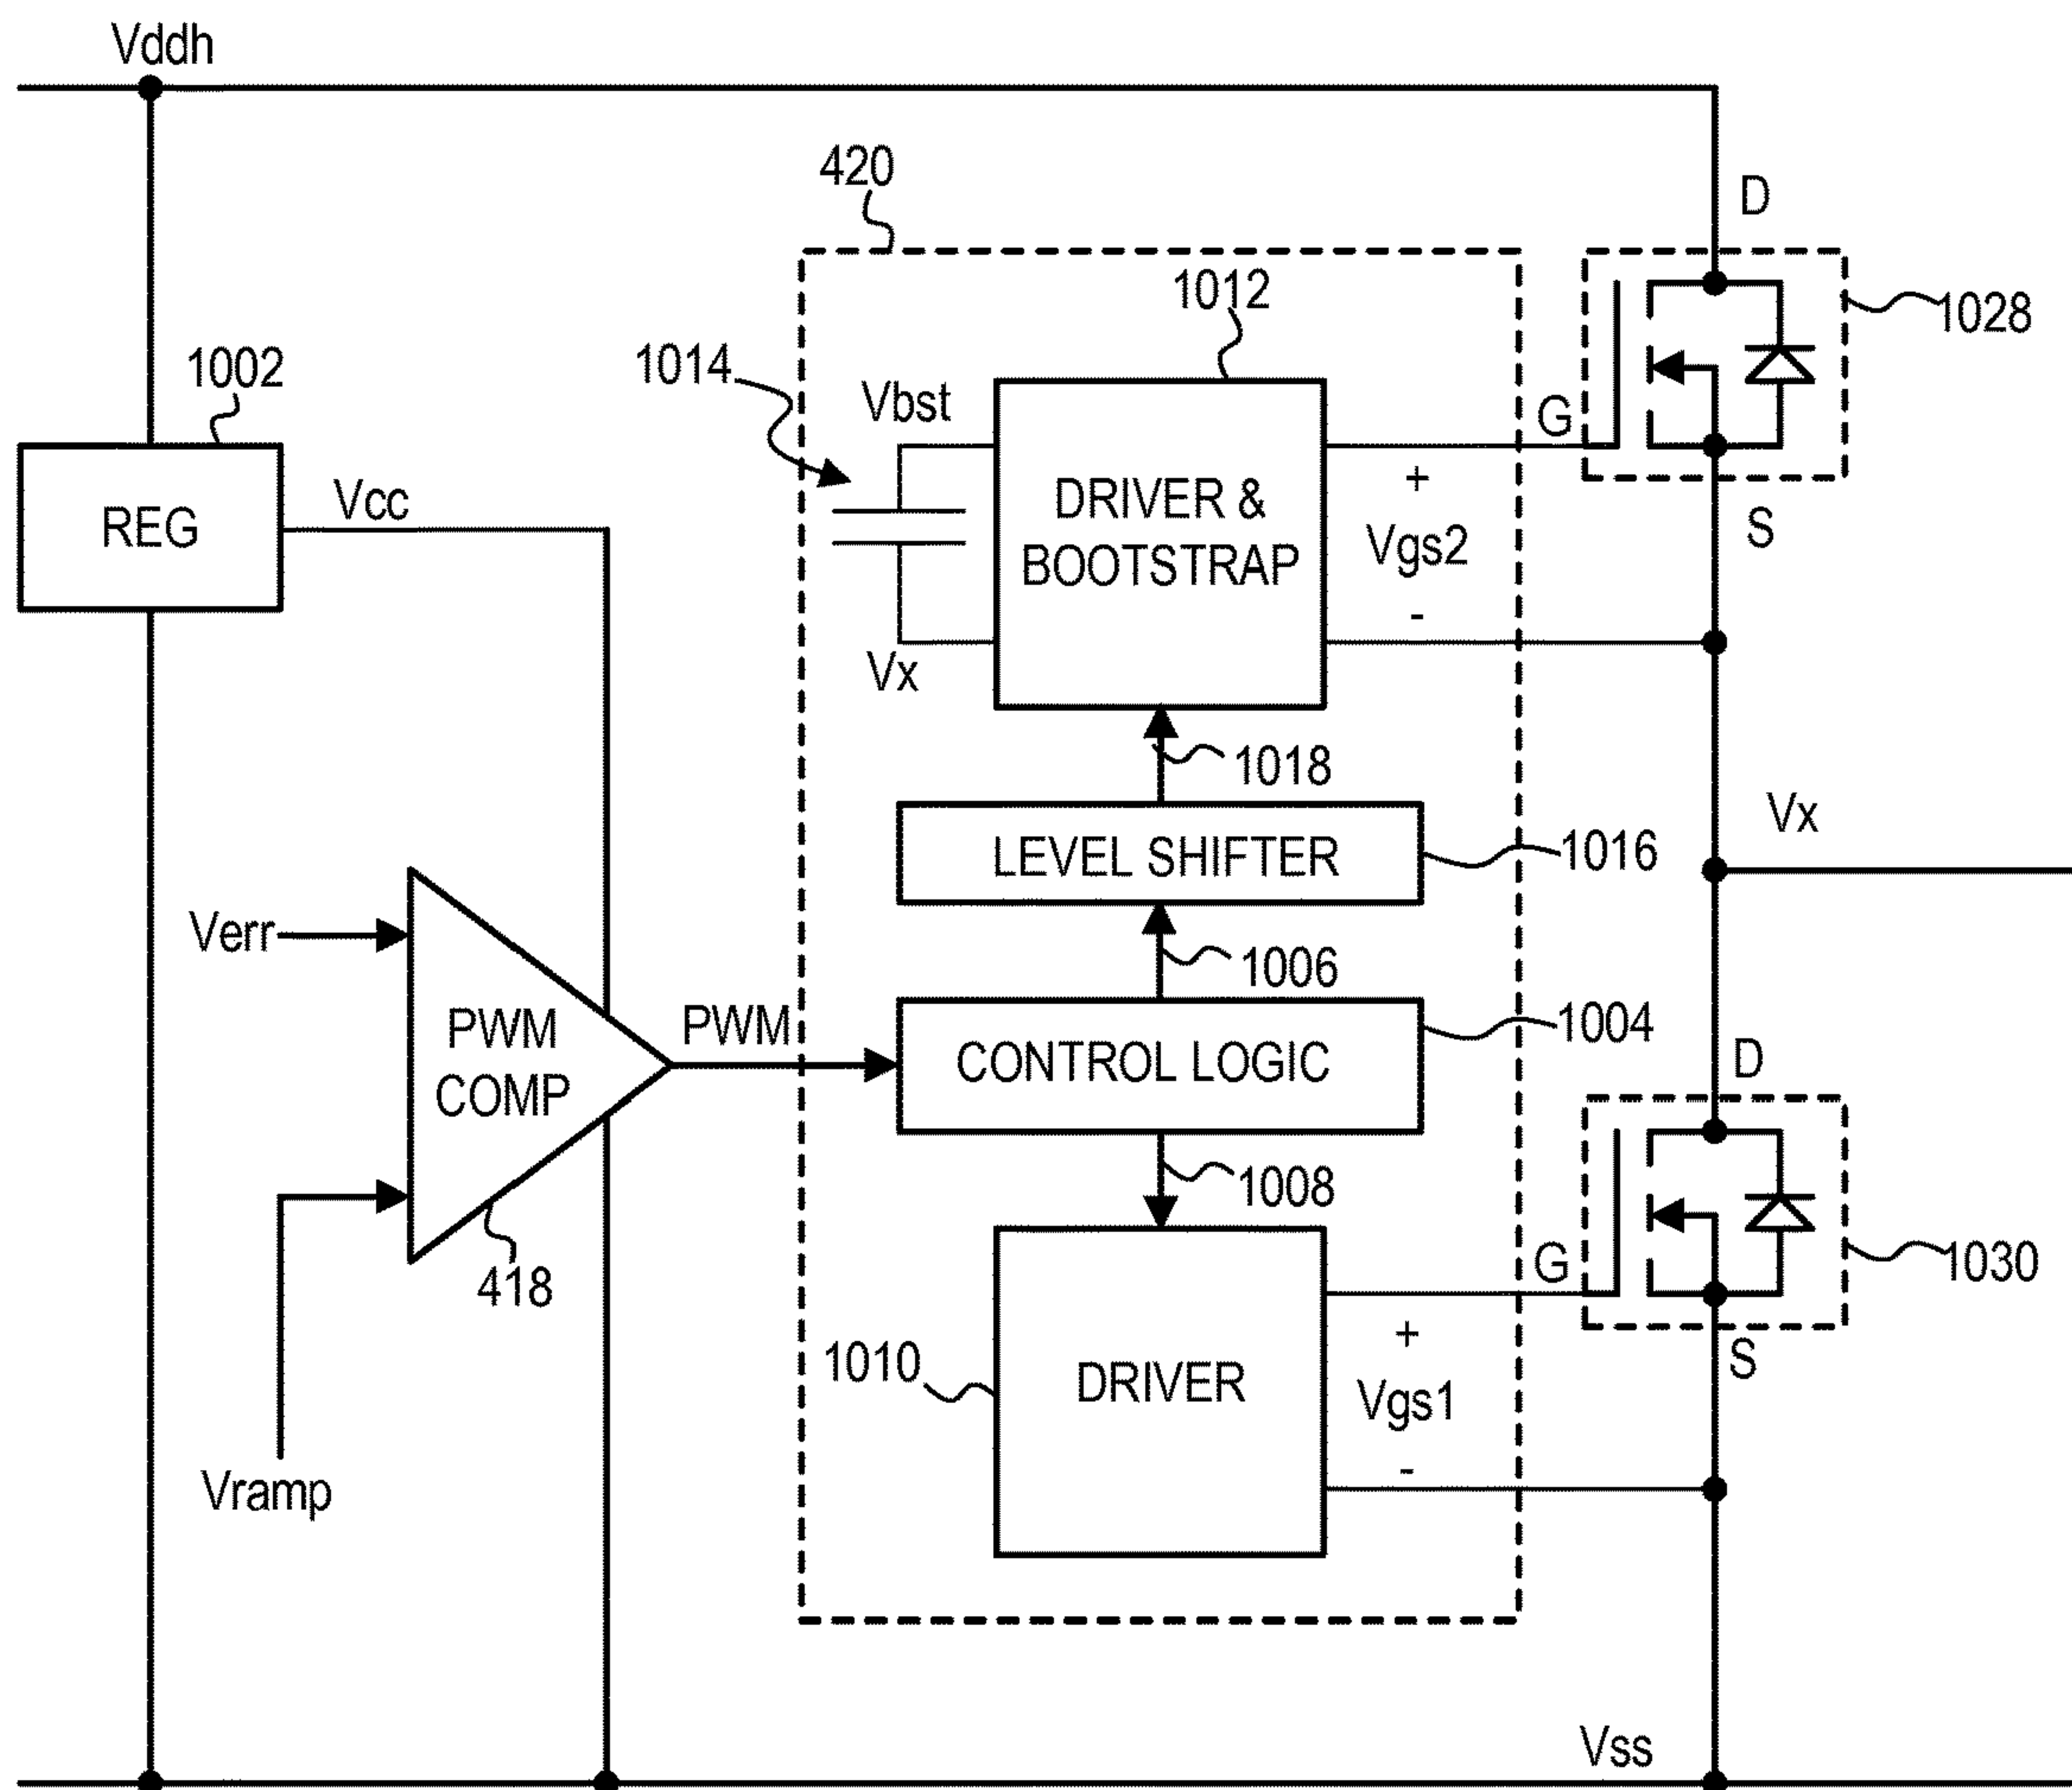 Vddh
420
D
1012
1028
1014
Vbst
G
1002
Vcc
REG
DRIVER &
BOOTSTRAP
+
Vgs2
-
S
Vx
1018
LEVEL SHIFTER
1016
Vx
Verr
1006
PWM
COMP
PWM
CONTROL LOGIC
1004
D
1008
418
G
1030
1010
DRIVER
+
Vgs1
-
S
Vramp
Vss